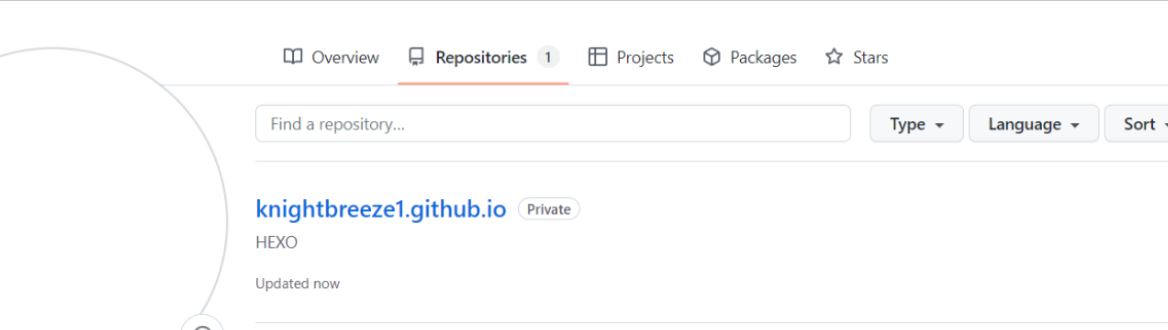 Overview Repositories 1 Projects Packages Stars
Find a repository... Type Language Sort
knightbreeze1.github.io Private
HEXO
Updated now